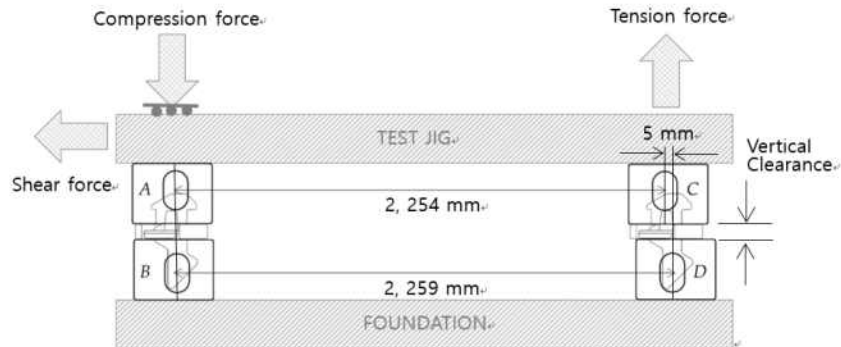 Compression force
Tension force
TEST JIG
5 mm
Vertical
Clearance
Shear force
A
C
2, 254 mm
B
D
2, 259 mm
FOUNDATION